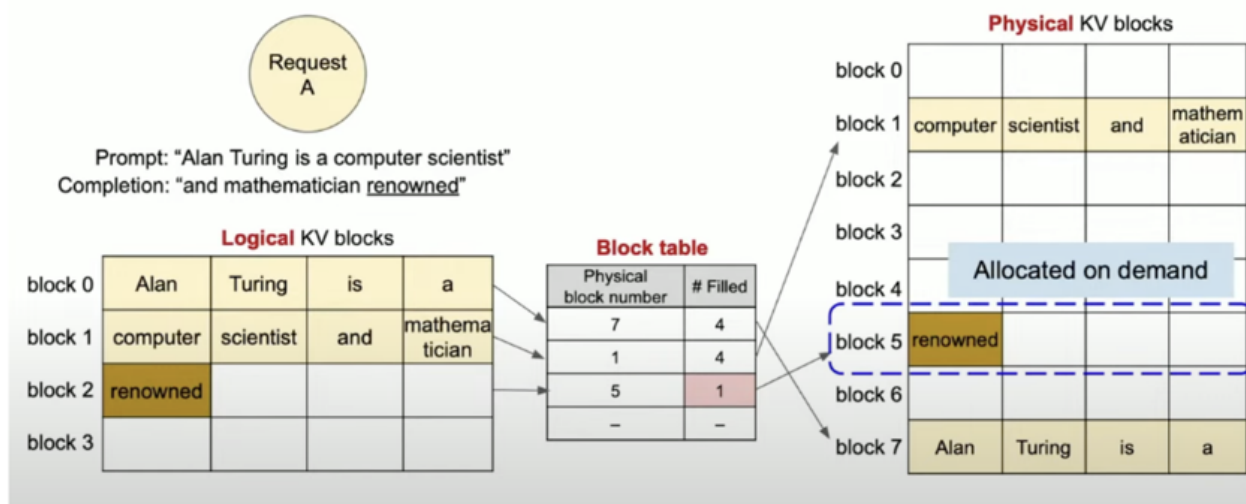 Request
A
Prompt: “Alan Turing is a computer scientist”
Completion: “and mathematician renowned”
Logical KV blocks
block 0 Alan Turing is a
block 1 computer scientist and mathema
tician
block 2 renowned
block 3
Block table
Physical
block number # Filled
7 4
1 4
5 1
– –
Physical KV blocks
block 0
block 1 computer scientist and mathem
atician
block 2
block 3
Allocated on demand
block 4
block 5 renowned
block 6
block 7 Alan Turing is a